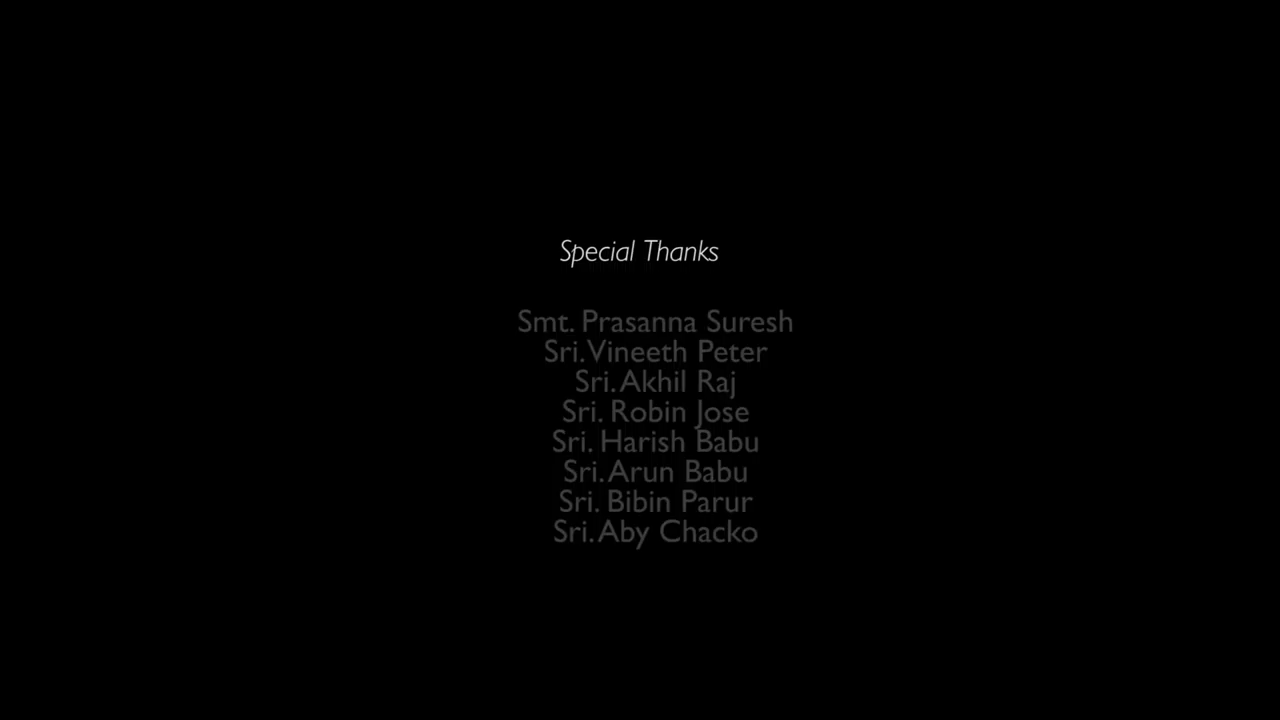 Special Thanks
Smt. Prasanna Suresh
Sri. Vineeth Peter
Sri. Akhil Raj
Sri. Robin Jose
Sri. Harish Babu
Sri. Arun Babu
Sri. Bibin Parur
Sri. Aby Chacko